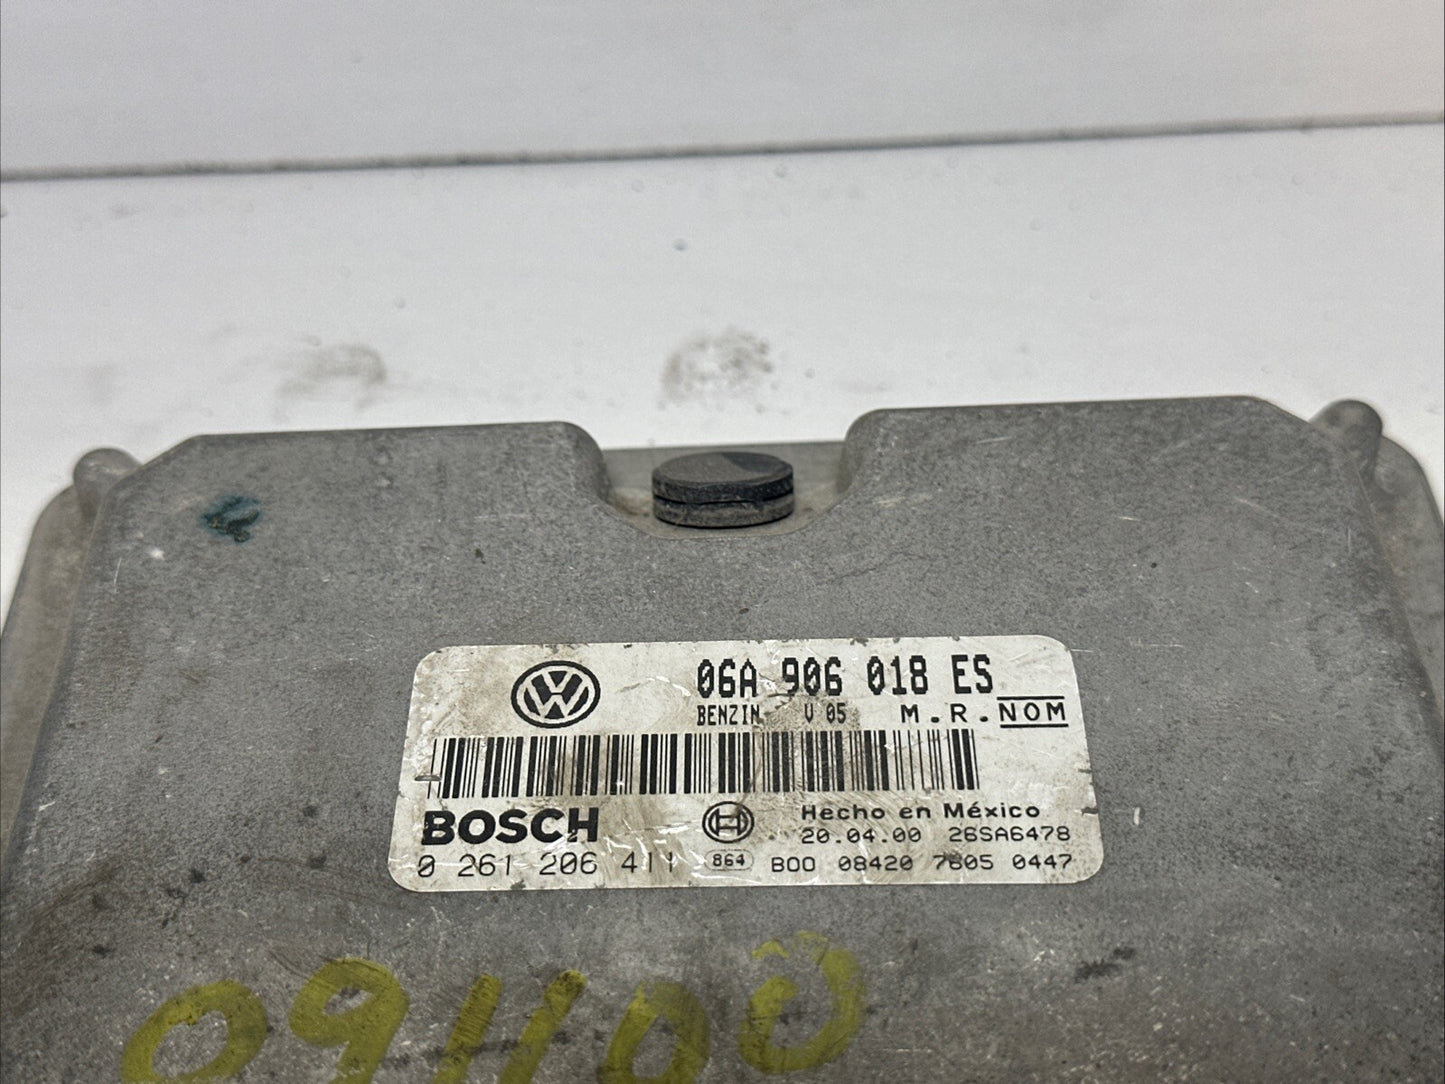 06A 906 018 ES
BENZIN V 05 M.R. NOM
BOSCH
Hecho en México
20.04.00 26SA6478
0 261 206 411 864 B00 08420 7805 0447
091100